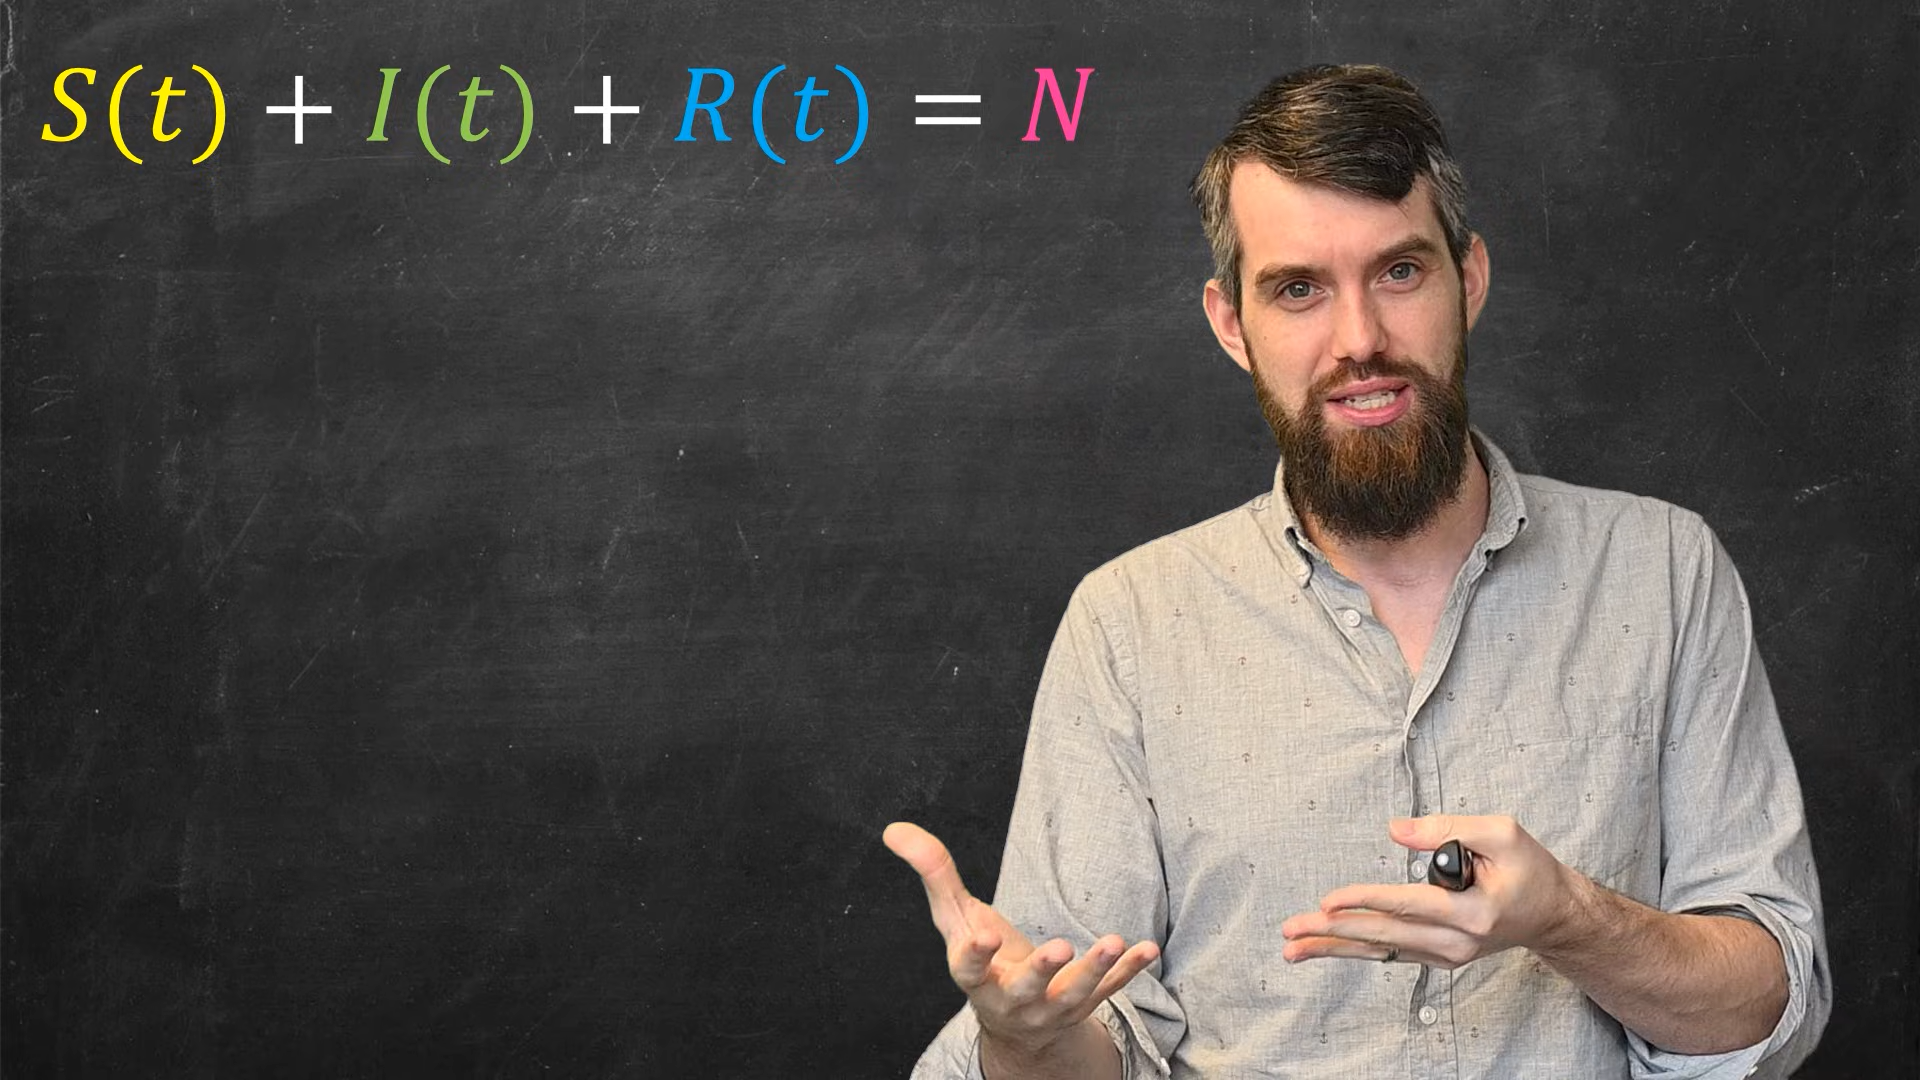 S(t) + I(t) + R(t) = N